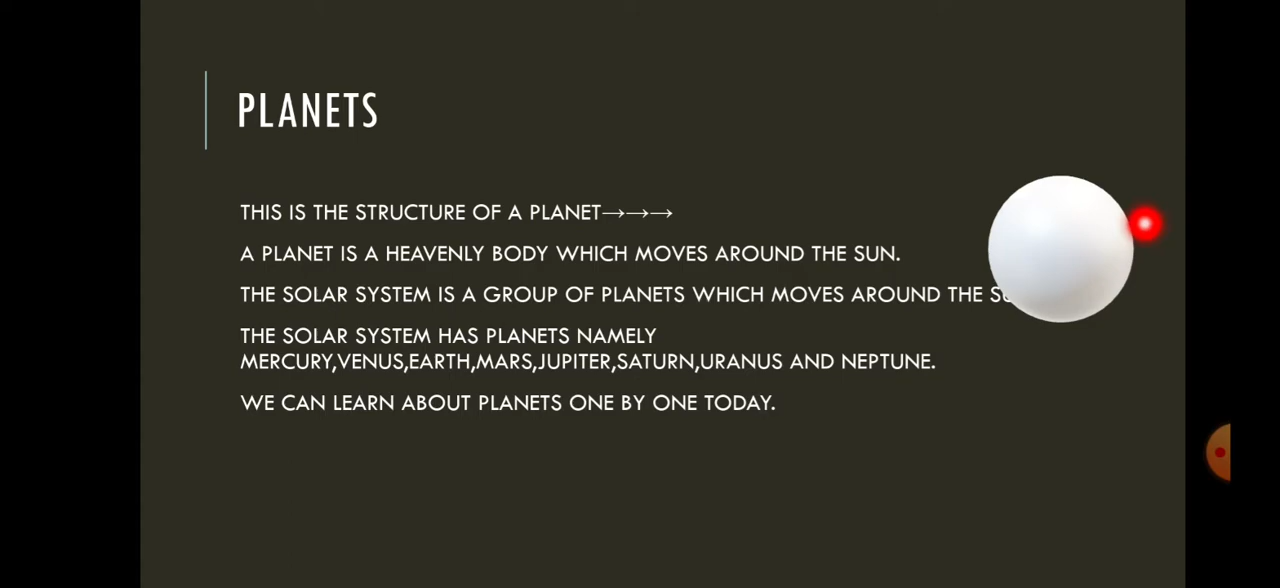 PLANETS
THIS IS THE STRUCTURE OF A PLANET→→→
A PLANET IS A HEAVENLY BODY WHICH MOVES AROUND THE SUN.
THE SOLAR SYSTEM IS A GROUP OF PLANETS WHICH MOVES AROUND THE
THE SOLAR SYSTEM HAS PLANETS NAMELY
MERCURY,VENUS,EARTH,MARS,JUPITER,SATURN,URANUS AND NEPTUNE.
WE CAN LEARN ABOUT PLANETS ONE BY ONE TODAY.